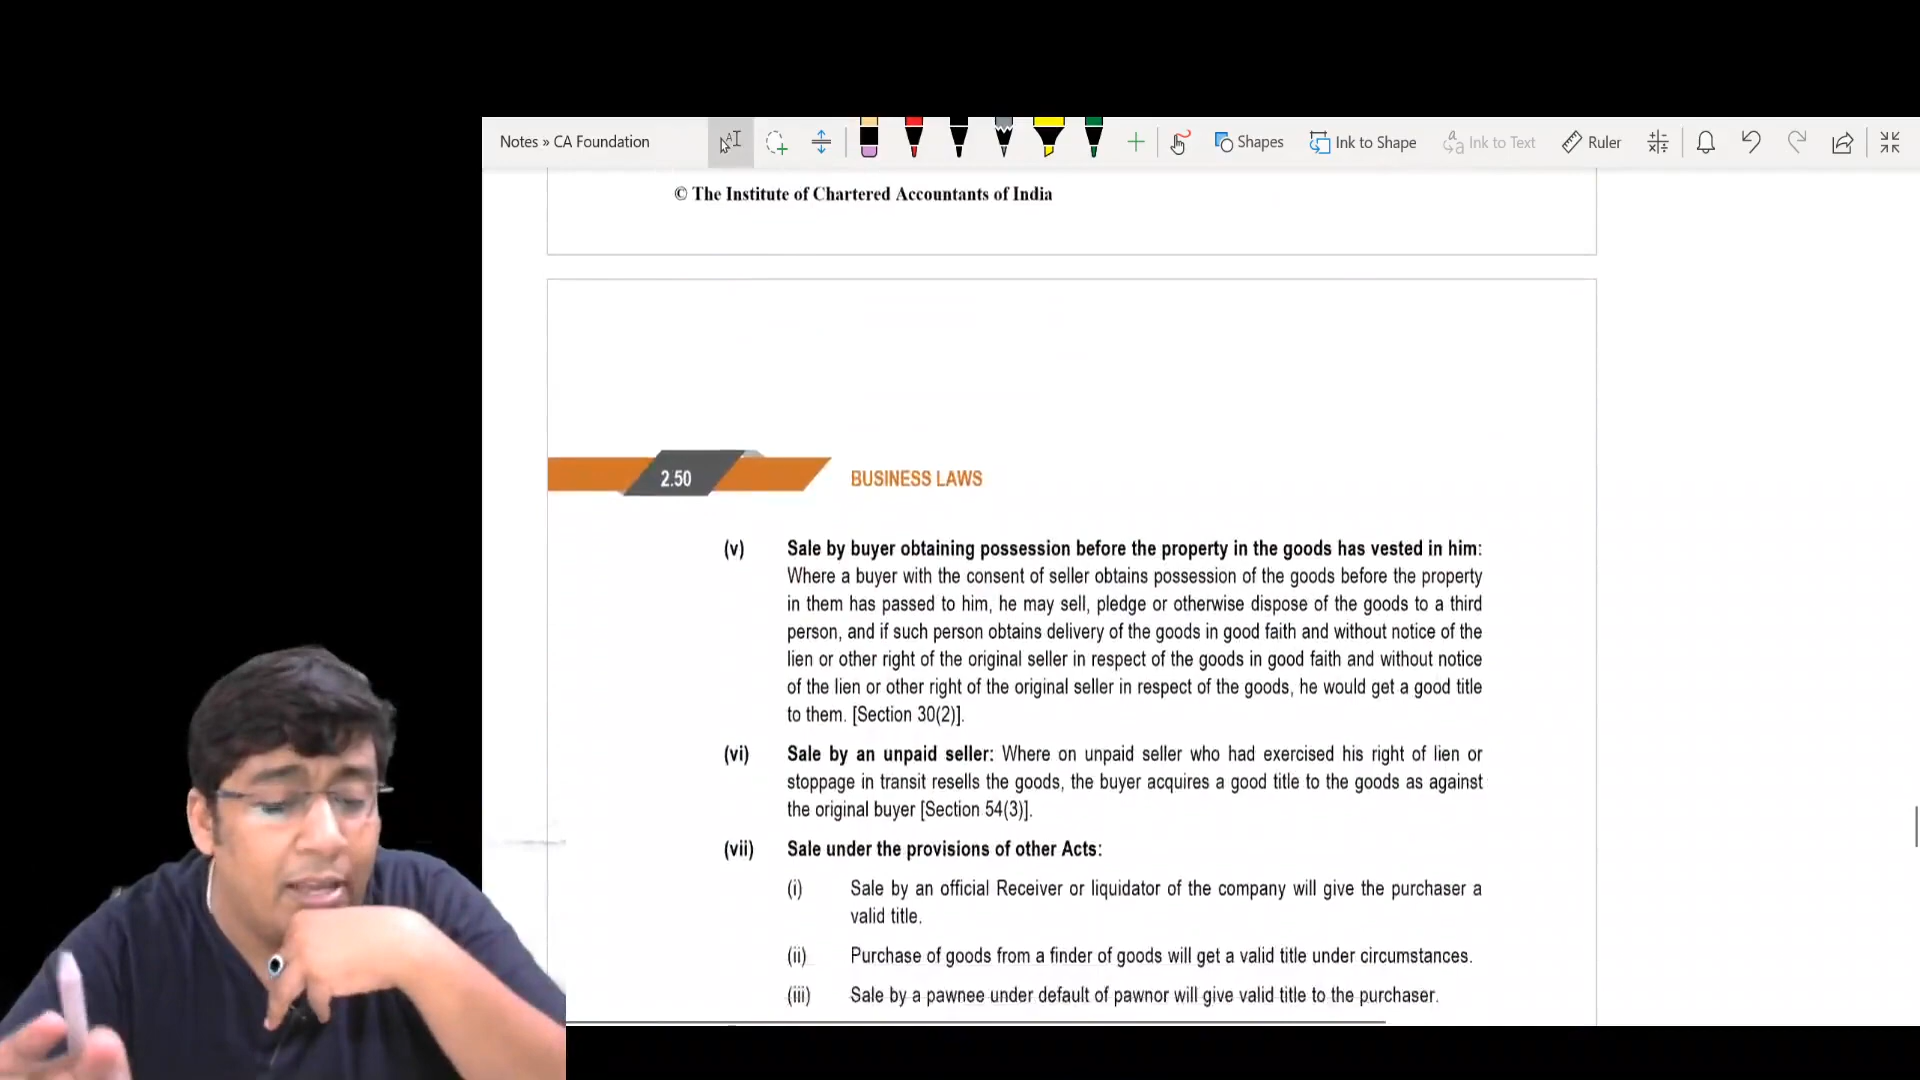 Notes » CA Foundation
Shapes
Ink to Shape
Ink to Text
Ruler
© The Institute of Chartered Accountants of India
2.50
BUSINESS LAWS
(v) Sale by buyer obtaining possession before the property in the goods has vested in him:
Where a buyer with the consent of seller obtains possession of the goods before the property
in them has passed to him, he may sell, pledge or otherwise dispose of the goods to a third
person, and if such person obtains delivery of the goods in good faith and without notice of the
lien or other right of the original seller in respect of the goods in good faith and without notice
of the lien or other right of the original seller in respect of the goods, he would get a good title
to them. [Section 30(2)].
(vi) Sale by an unpaid seller: Where on unpaid seller who had exercised his right of lien or
stoppage in transit resells the goods, the buyer acquires a good title to the goods as against
the original buyer [Section 54(3)].
(vii) Sale under the provisions of other Acts:
(i) Sale by an official Receiver or liquidator of the company will give the purchaser a
valid title.
(ii) Purchase of goods from a finder of goods will get a valid title under circumstances.
(iii) Sale by a pawnee under default of pawnor will give valid title to the purchaser.